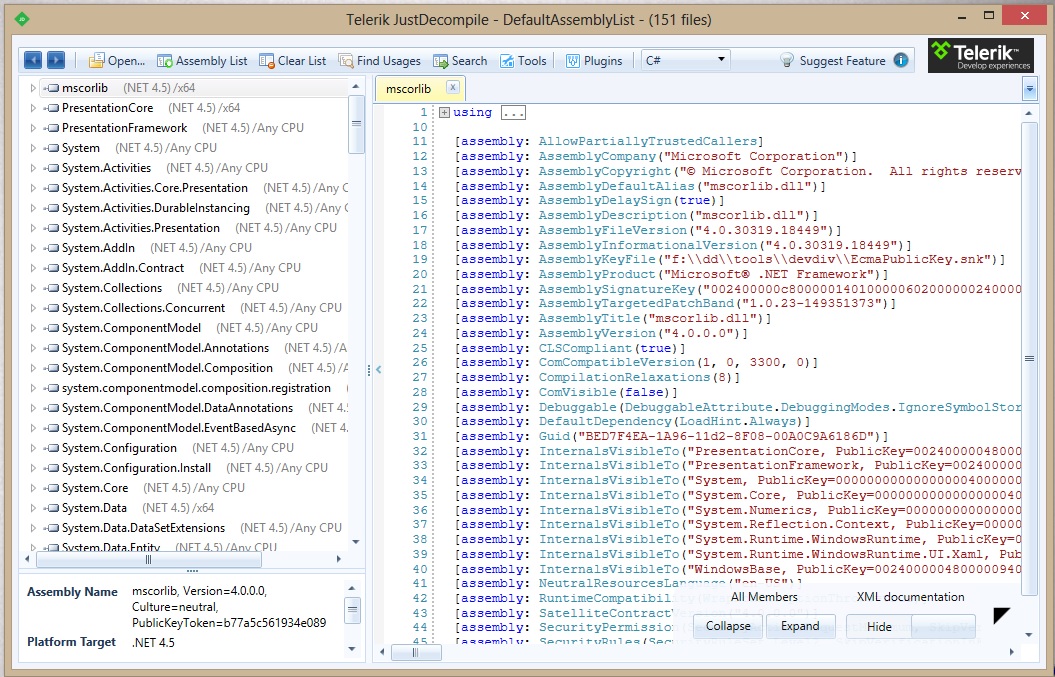 Telerik JustDecompile - DefaultAssemblyList - (151 files)
Open... Assembly List Clear List Find Usages Search Tools Plugins C# Suggest Feature
Telerik™
Develop experiences
mscorlib (NET 4.5) /x64
PresentationCore (NET 4.5) /x64
PresentationFramework (NET 4.5) /Any CPU
System (NET 4.5) /Any CPU
System.Activities (NET 4.5) /Any CPU
System.Activities.Core.Presentation (NET 4.5) /Any C
System.Activities.DurableInstancing (NET 4.5) /Any C
System.Activities.Presentation (NET 4.5) /Any CPU
System.AddIn (NET 4.5) /Any CPU
System.AddIn.Contract (NET 4.5) /Any CPU
System.Collections (NET 4.5) /Any CPU
System.Collections.Concurrent (NET 4.5) /Any CPU
System.ComponentModel (NET 4.5) /Any CPU
System.ComponentModel.Annotations (NET 4.5) /A
System.ComponentModel.Composition (NET 4.5) /A
system.componentmodel.composition.registration (
System.ComponentModel.DataAnnotations (NET 4.
System.ComponentModel.EventBasedAsync (NET 4.
System.Configuration (NET 4.5) /Any CPU
System.Configuration.Install (NET 4.5) /Any CPU
System.Core (NET 4.5) /Any CPU
System.Data (NET 4.5) /x64
System.Data.DataSetExtensions (NET 4.5) /Any CPU
System.Data.Entity (NET 4.5) /Any CPU
Assembly Name mscorlib, Version=4.0.0.0,
Culture=neutral,
PublicKeyToken=b77a5c561934e089
Platform Target .NET 4.5
mscorlib
1 using ...
10
11 [assembly: AllowPartiallyTrustedCallers]
12 [assembly: AssemblyCompany("Microsoft Corporation")]
13 [assembly: AssemblyCopyright("© Microsoft Corporation.  All rights reserv
14 [assembly: AssemblyDefaultAlias("mscorlib.dll")]
15 [assembly: AssemblyDelaySign(true)]
16 [assembly: AssemblyDescription("mscorlib.dll")]
17 [assembly: AssemblyFileVersion("4.0.30319.18449")]
18 [assembly: AssemblyInformationalVersion("4.0.30319.18449")]
19 [assembly: AssemblyKeyFile("f:\\dd\\tools\\devdiv\\EcmaPublicKey.snk")]
20 [assembly: AssemblyProduct("Microsoft® .NET Framework")]
21 [assembly: AssemblySignatureKey("002400000c800000140100000602000000240000
22 [assembly: AssemblyTargetedPatchBand("1.0.23-149351373")]
23 [assembly: AssemblyTitle("mscorlib.dll")]
24 [assembly: AssemblyVersion("4.0.0.0")]
25 [assembly: CLSCompliant(true)]
26 [assembly: ComCompatibleVersion(1, 0, 3300, 0)]
27 [assembly: CompilationRelaxations(8)]
28 [assembly: ComVisible(false)]
29 [assembly: Debuggable(DebuggableAttribute.DebuggingModes.IgnoreSymbolStor
30 [assembly: DefaultDependency(LoadHint.Always)]
31 [assembly: Guid("BED7F4EA-1A96-11d2-8F08-00A0C9A6186D")]
32 [assembly: InternalsVisibleTo("PresentationCore, PublicKey=00240000048000
33 [assembly: InternalsVisibleTo("PresentationFramework, PublicKey=002400000
34 [assembly: InternalsVisibleTo("System, PublicKey=000000000000000004000000
35 [assembly: InternalsVisibleTo("System.Core, PublicKey=0000000000000000040
36 [assembly: InternalsVisibleTo("System.Numerics, PublicKey=000000000000000
37 [assembly: InternalsVisibleTo("System.Reflection.Context, PublicKey=00000
38 [assembly: InternalsVisibleTo("System.Runtime.WindowsRuntime, PublicKey=0
39 [assembly: InternalsVisibleTo("System.Runtime.WindowsRuntime.UI.Xaml, Pub
40 [assembly: InternalsVisibleTo("WindowsBase, PublicKey=0024000004800000940
41 [assembly: NeutralResourcesLanguage("en-US")]
42 [assembly: RuntimeCompatibility(
43 [assembly: SatelliteContract
44 [assembly: SecurityPermission(
45 [assembly: SecurityRules(
All Members XML documentation
Collapse Expand Hide